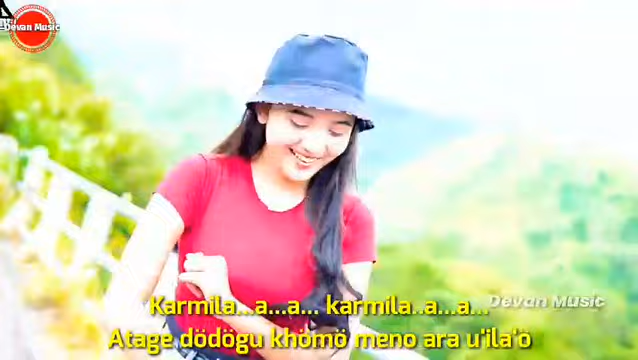 Devan Music
Devan Music
Karmila...a...a... karmila..a...a...
Atage dödögu khömö meno ara u'ila'ö